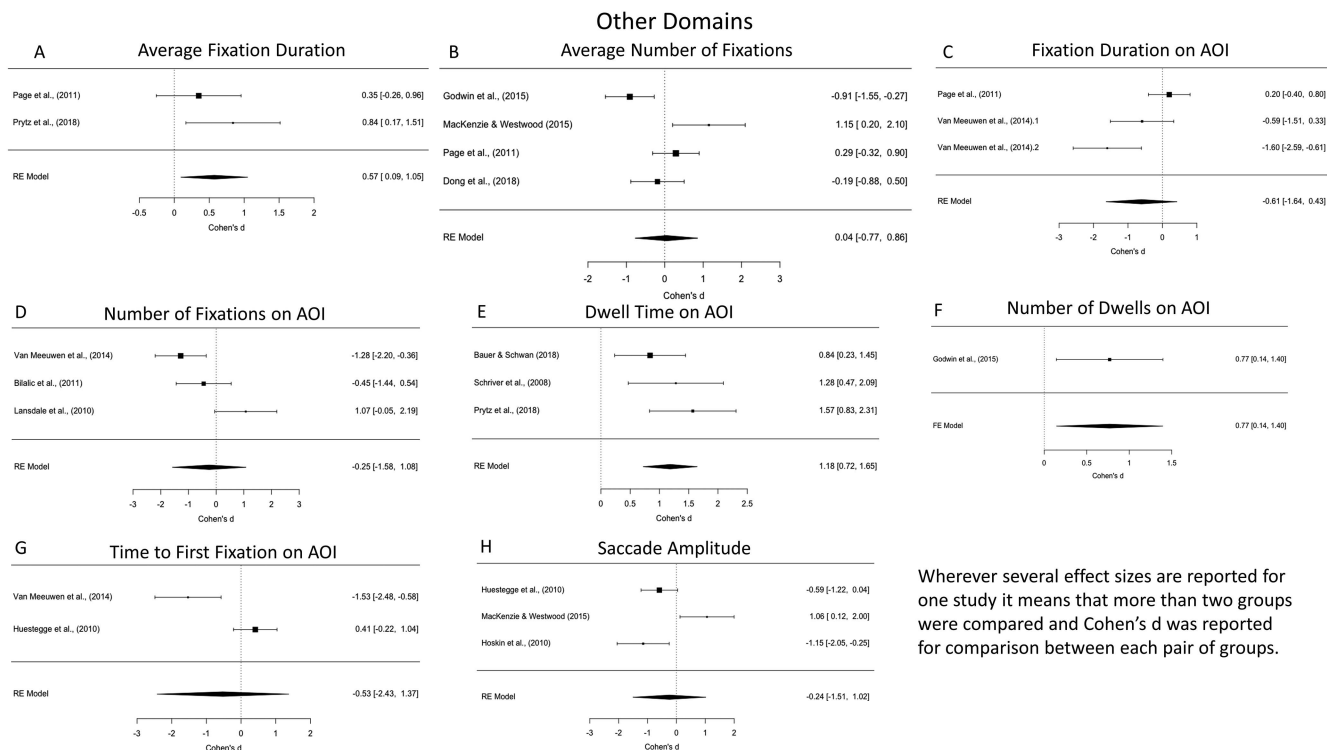 Other Domains
A Average Fixation Duration
Page et al., (2011) 0.35 [-0.26, 0.96]
Prytz et al., (2018) 0.84 [ 0.17, 1.51]
RE Model 0.57 [ 0.09, 1.05]
-0.5 0 0.5 1 1.5 2
Cohen's d
B Average Number of Fixations
Godwin et al., (2015) -0.91 [-1.55, -0.27]
MacKenzie & Westwood (2015) 1.15 [ 0.20, 2.10]
Page et al., (2011) 0.29 [-0.32, 0.90]
Dong et al., (2018) -0.19 [-0.88, 0.50]
RE Model 0.04 [-0.77, 0.86]
-2 -1 0 1 2 3
Cohen's d
C Fixation Duration on AOI
Page et al., (2011) 0.20 [-0.40, 0.80]
Van Meeuwen et al., (2014).1 -0.59 [-1.51, 0.33]
Van Meeuwen et al., (2014).2 -1.60 [-2.59, -0.61]
RE Model -0.61 [-1.64, 0.43]
-3 -2 -1 0 1
Cohen's d
D Number of Fixations on AOI
Van Meeuwen et al., (2014) -1.28 [-2.20, -0.36]
Bilalic et al., (2011) -0.45 [-1.44, 0.54]
Lansdale et al., (2010) 1.07 [-0.05, 2.19]
RE Model -0.25 [-1.58, 1.08]
-3 -2 -1 0 1 2 3
Cohen's d
E Dwell Time on AOI
Bauer & Schwan (2018) 0.84 [0.23, 1.45]
Schriver et al., (2008) 1.28 [0.47, 2.09]
Prytz et al., (2018) 1.57 [0.83, 2.31]
RE Model 1.18 [0.72, 1.65]
0 0.5 1 1.5 2 2.5
Cohen's d
F Number of Dwells on AOI
Godwin et al., (2015) 0.77 [0.14, 1.40]
FE Model 0.77 [0.14, 1.40]
0 0.5 1 1.5
Cohen's d
G Time to First Fixation on AOI
Van Meeuwen et al., (2014) -1.53 [-2.48, -0.58]
Huestegge et al., (2010) 0.41 [-0.22, 1.04]
RE Model -0.53 [-2.43, 1.37]
-3 -2 -1 0 1 2
Cohen's d
H Saccade Amplitude
Huestegge et al., (2010) -0.59 [-1.22, 0.04]
MacKenzie & Westwood (2015) 1.06 [ 0.12, 2.00]
Hoskin et al., (2010) -1.15 [-2.05, -0.25]
RE Model -0.24 [-1.51, 1.02]
-3 -2 -1 0 1 2
Cohen's d
Wherever several effect sizes are reported for
one study it means that more than two groups
were compared and Cohen’s d was reported
for comparison between each pair of groups.